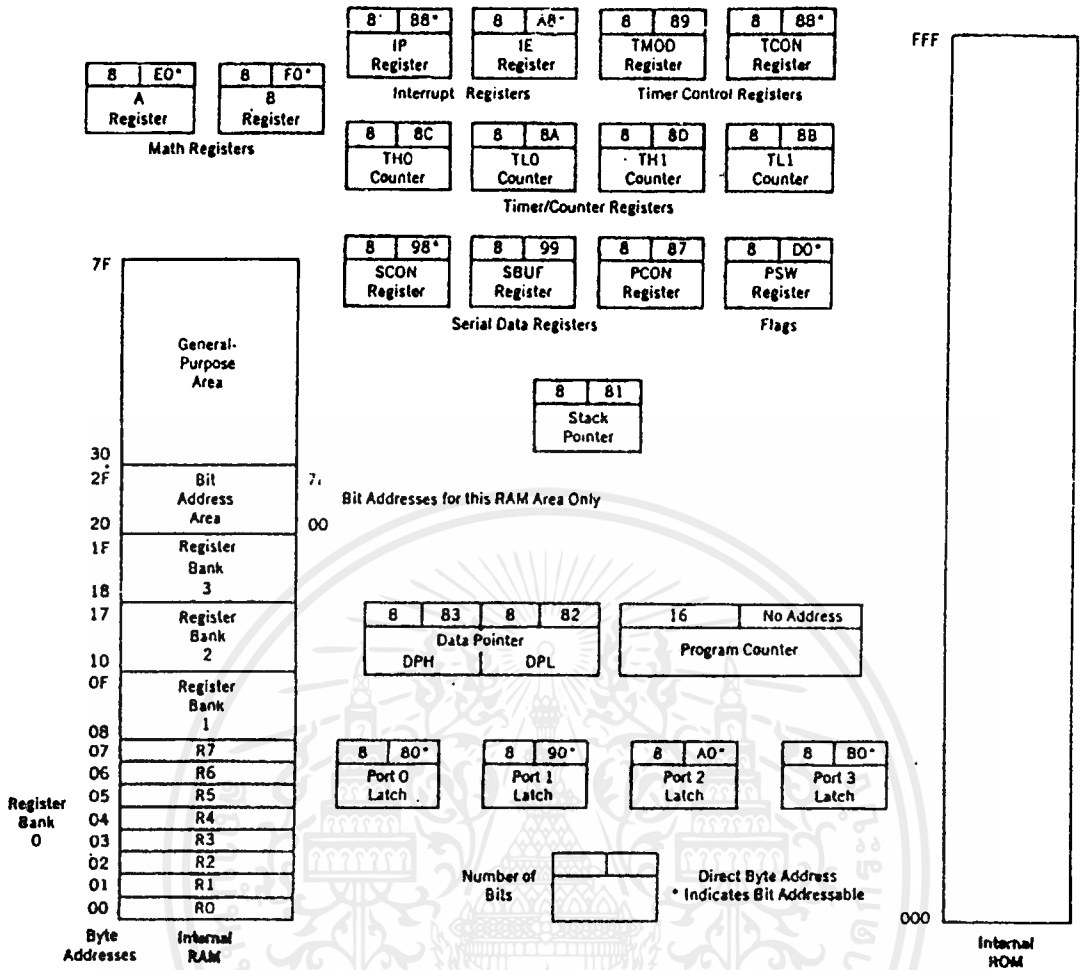 8 B8* 8 A8* 8 89 8 88*
IP IE TMOD TCON
Register Register Register Register
Interrupt Registers Timer Control Registers
FFF
8 E0* 8 F0*
A B
Register Register
Math Registers
8 8C 8 8A 8 8D 8 8B
TH0 TL0 TH1 TL1
Counter Counter Counter Counter
Timer/Counter Registers
8 98* 8 99 8 87 8 D0*
SCON SBUF PCON PSW
Register Register Register Register
Serial Data Registers Flags
7F
General-
Purpose
Area
8 81
Stack
Pointer
30
2F Bit
Address Bit Addresses for this RAM Area Only
20 Area 00
1F Register
Bank
18 3
17 Register
Bank
10 2
8 83 8 82 16 No Address
Data Pointer Program Counter
DPH DPL
0F Register
Bank
08 1
07 R7
06 R6
05 R5
04 R4
03 R3
02 R2
01 R1
00 R0
Register
Bank
0
8 80* 8 90* 8 A0* 8 B0*
Port 0 Port 1 Port 2 Port 3
Latch Latch Latch Latch
Number of Direct Byte Address
Bits * Indicates Bit Addressable
000
Byte Internal Internal
Addresses RAM ROM